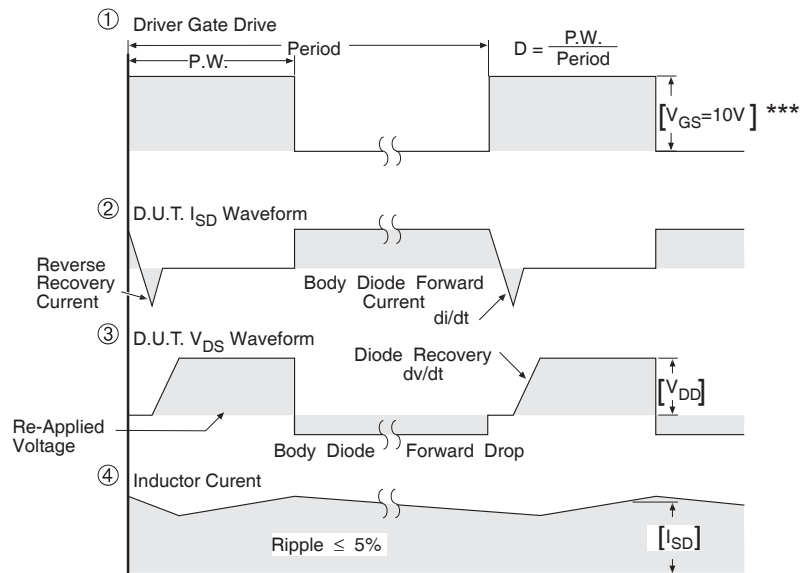 ① Driver Gate Drive
Period
P.W.
D = P.W. / Period
[VGS=10V] ***
② D.U.T. ISD Waveform
Reverse
Recovery
Current
Body Diode Forward
Current
di/dt
③ D.U.T. VDS Waveform
Diode Recovery
dv/dt
[VDD]
Re-Applied
Voltage
Body Diode Forward Drop
④ Inductor Curent
Ripple ≤ 5%
[ISD]